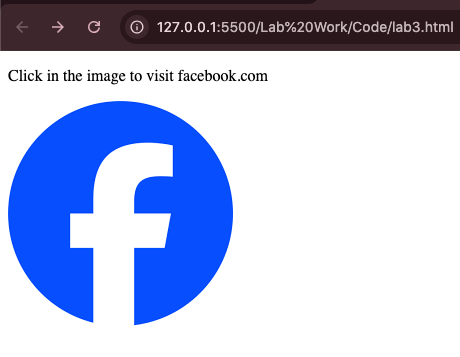 127.0.0.1:5500/Lab%20Work/Code/lab3.html
Click in the image to visit facebook.com
f